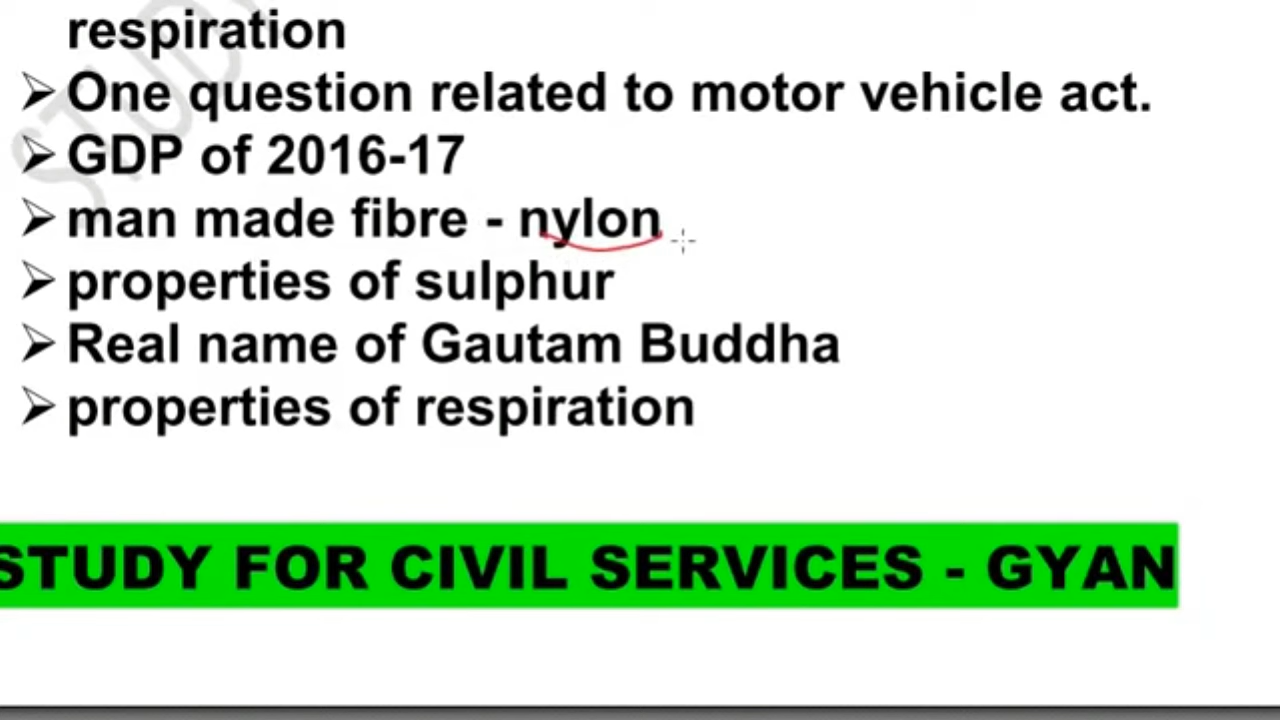 respiration
➢ One question related to motor vehicle act.
➢ GDP of 2016-17
➢ man made fibre - nylon
➢ properties of sulphur
➢ Real name of Gautam Buddha
➢ properties of respiration
STUDY FOR CIVIL SERVICES - GYAN